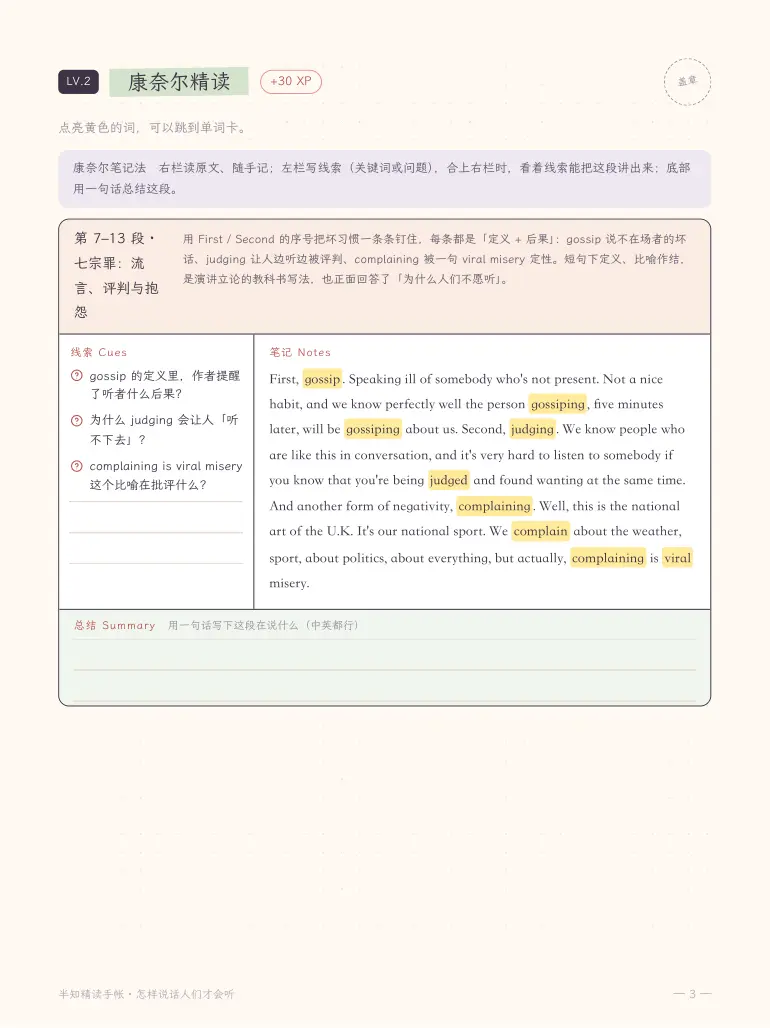 LV.2 康奈尔精读 +30 XP 盖章
点亮黄色的词，可以跳到单词卡。
康奈尔笔记法 右栏读原文、随手记；左栏写线索（关键词或问题），合上右栏时，看着线索能把这段讲出来；底部
用一句话总结这段。
第 7–13 段·
七宗罪：流
言、评判与抱
怨
用 First / Second 的序号把坏习惯一条条钉住，每条都是「定义 + 后果」：gossip 说不在场者的坏
话、judging 让人边听边被评判、complaining 被一句 viral misery 定性。短句下定义、比喻作结，
是演讲立论的教科书写法，也正面回答了「为什么人们不愿听」。
线索 Cues
gossip 的定义里，作者提醒
了听者什么后果？
为什么 judging 会让人「听
不下去」？
complaining is viral misery
这个比喻在批评什么？
笔记 Notes
First, gossip. Speaking ill of somebody who's not present. Not a nice
habit, and we know perfectly well the person gossiping, five minutes
later, will be gossiping about us. Second, judging. We know people who
are like this in conversation, and it's very hard to listen to somebody if
you know that you're being judged and found wanting at the same time.
And another form of negativity, complaining. Well, this is the national
art of the U.K. It's our national sport. We complain about the weather,
sport, about politics, about everything, but actually, complaining is viral
misery.
总结 Summary 用一句话写下这段在说什么（中英都行）
半知精读手帐·怎样说话人们才会听
— 3 —